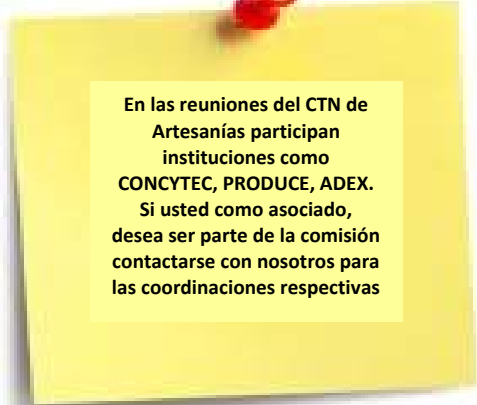 En las reuniones del CTN de
Artesanías participan
instituciones como
CONCYTEC, PRODUCE, ADEX.
Si usted como asociado,
desea ser parte de la comisión
contactarse con nosotros para
las coordinaciones respectivas